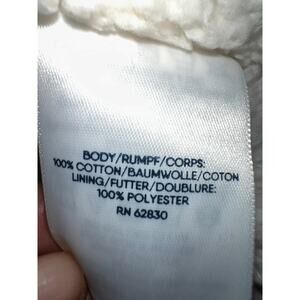 BODY/RUMPF/CORPS:
100% COTTON/BAUMWOLLE/COTON
LINING/FUTTER/DOUBLURE:
100% POLYESTER
RN 62830